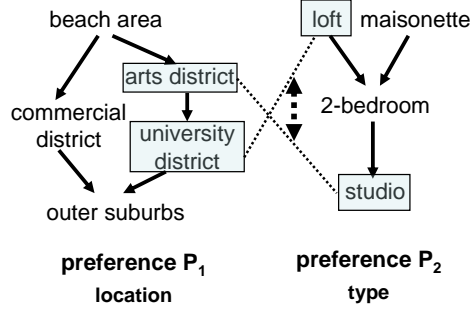 beach area
arts district
commercial
district
university
district
outer suburbs
preference P1
location
loft
maisonette
2-bedroom
studio
preference P2
type